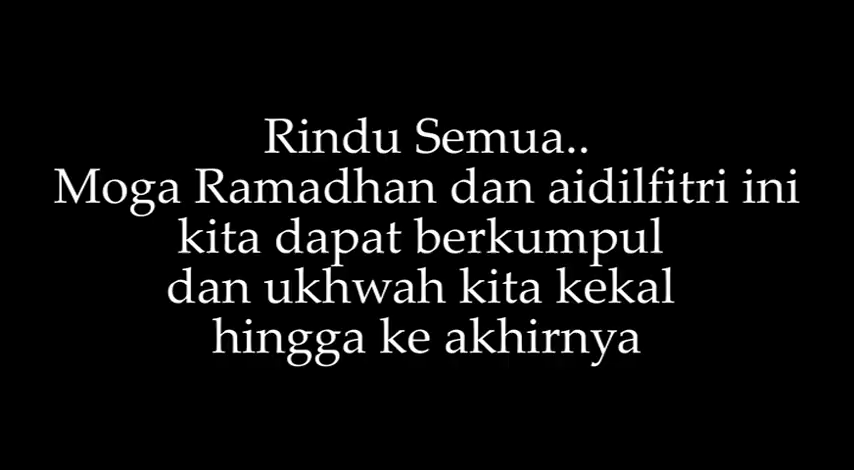 Rindu Semua..
Moga Ramadhan dan aidilfitri ini
kita dapat berkumpul
dan ukhwah kita kekal
hingga ke akhirnya